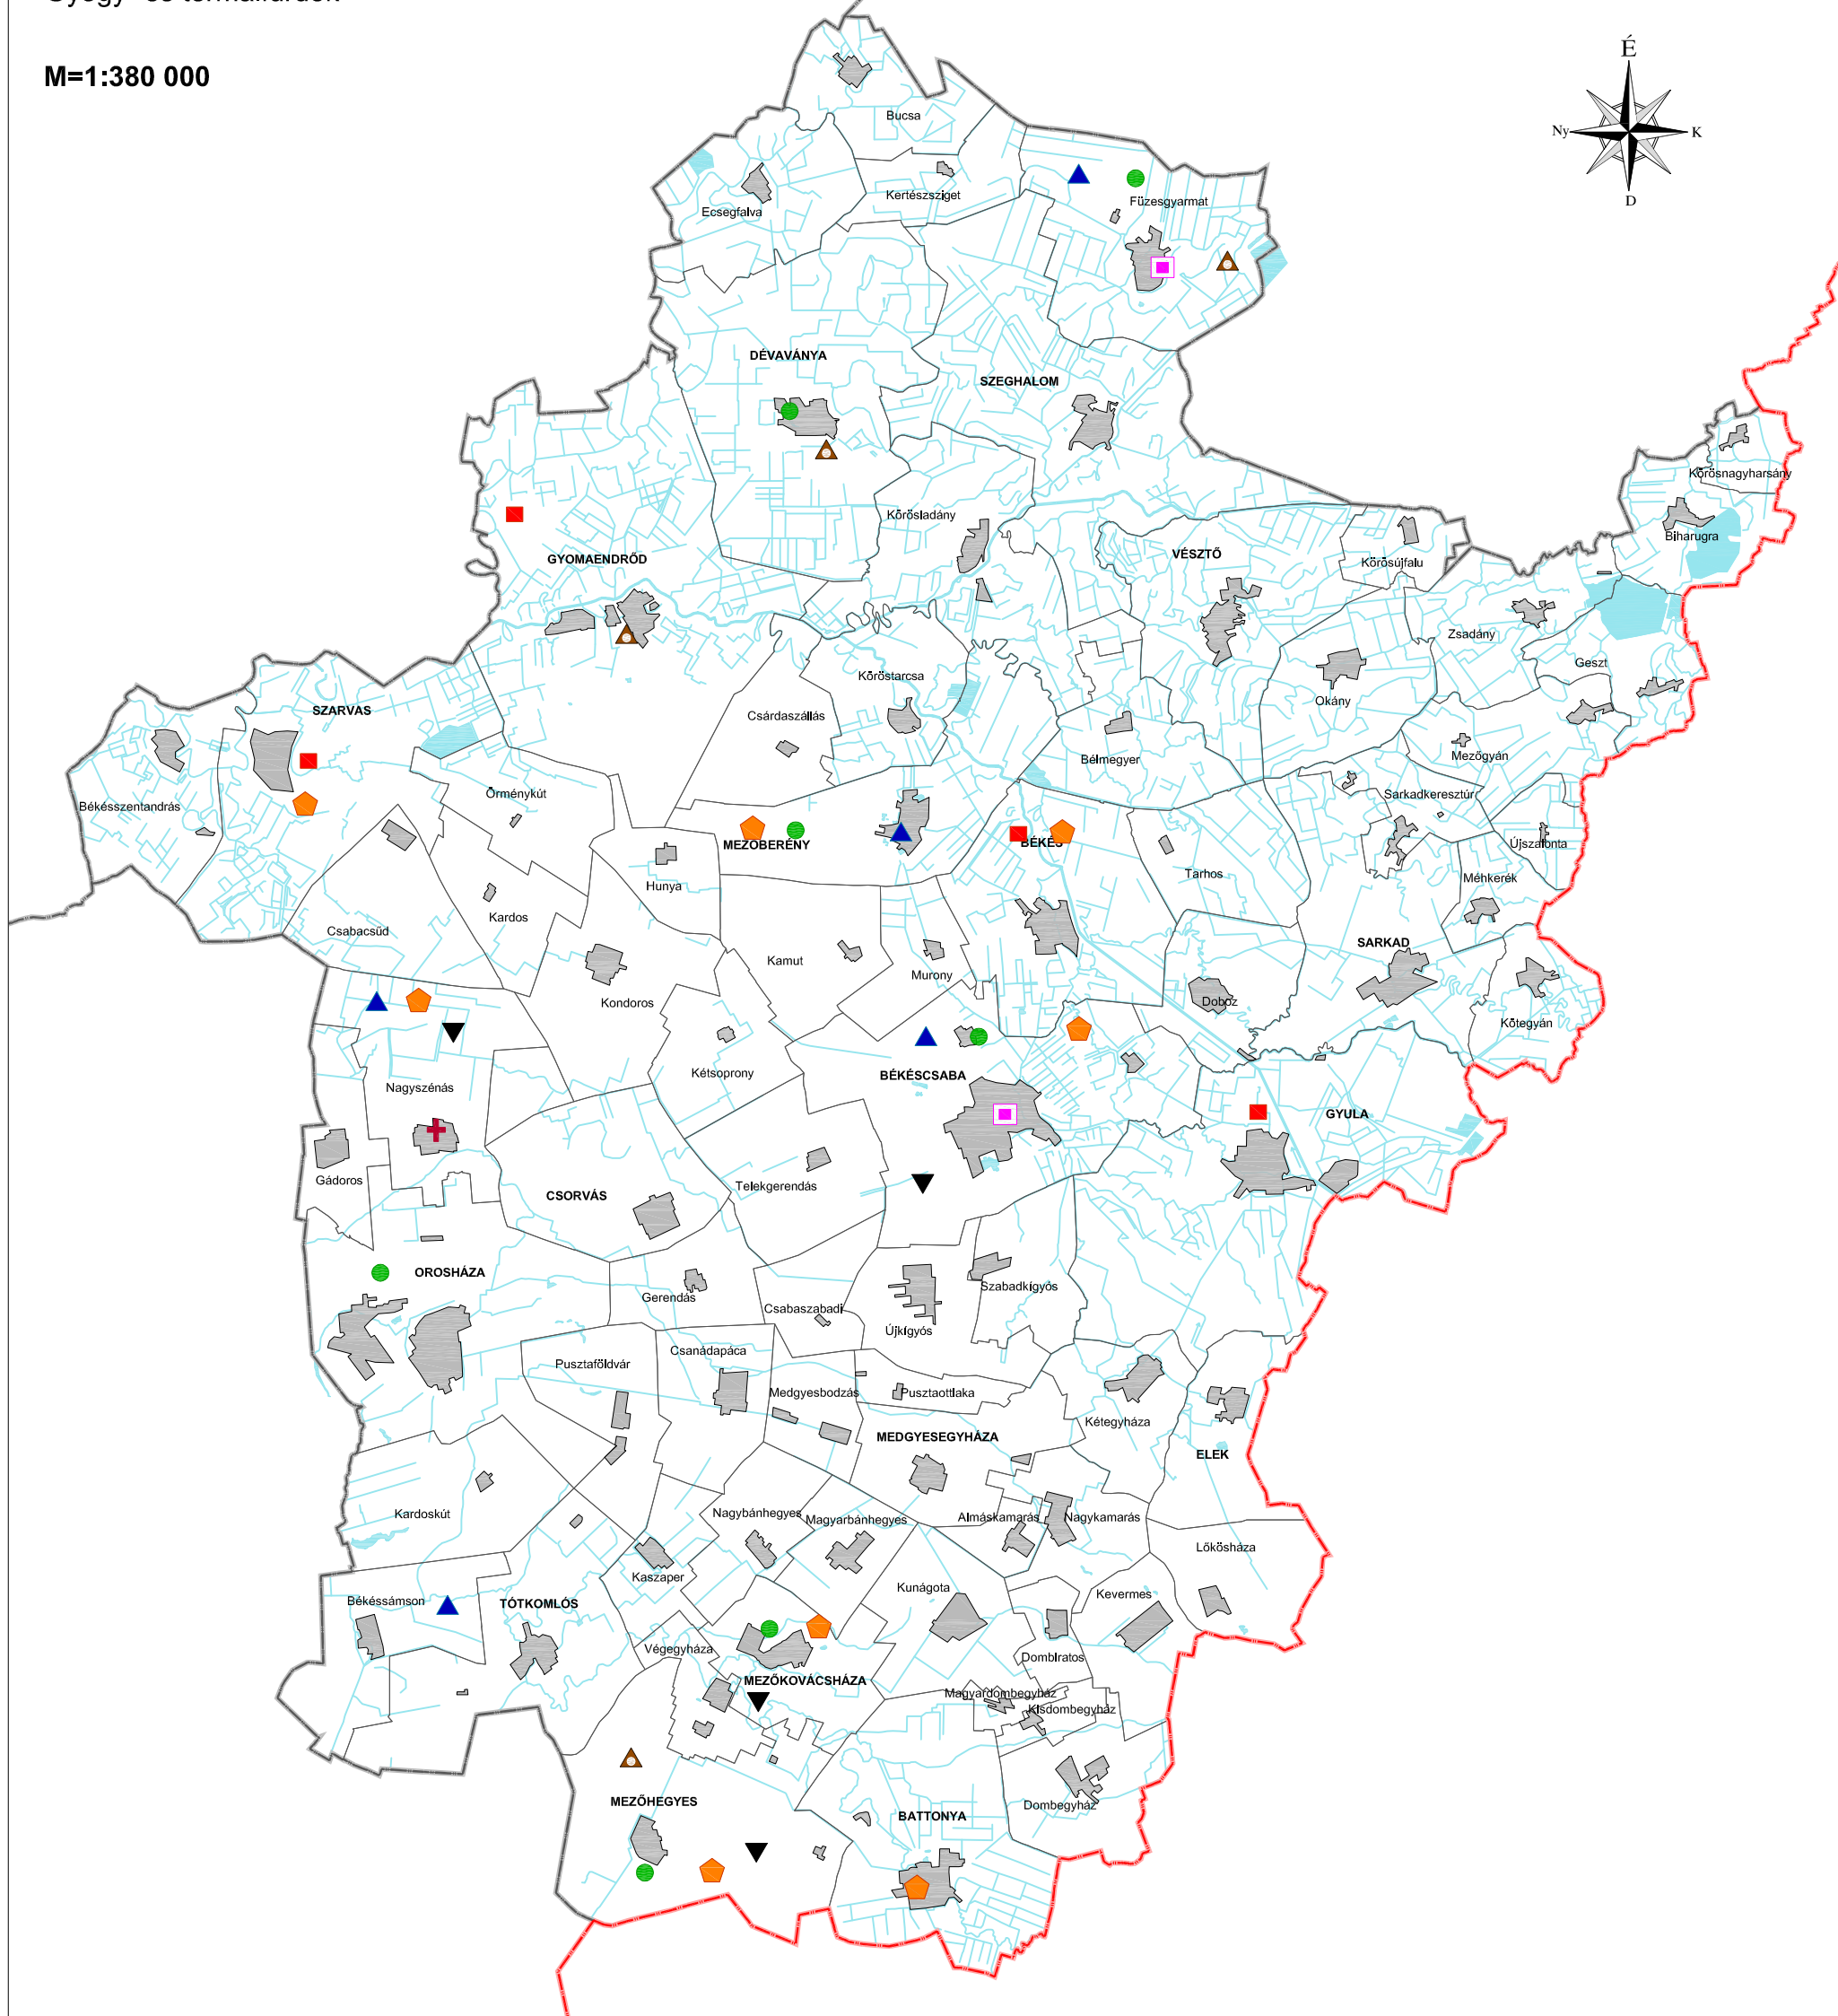 M=1:380 000
É
Ny
K
D
Bucsa
Kertészsziget
Füzesgyarmat
Ecsegfalva
DÉVAVÁNYA
SZEGHALOM
Körösnagyharsány
Biharugra
Körösladány
VÉSZTŐ
Körösújfalu
GYOMAENDRŐD
Zsadány
Geszt
Köröstarcsa
Okány
SZARVAS
Csárdaszállás
Bélmegyer
Mezőgyán
Örménykút
Sarkadkeresztúr
Békésszentandrás
MEZŐBERÉNY
BÉKÉS
Újszalonta
Tarhos
Méhkerék
Hunya
Kardos
Csabacsűd
SARKAD
Kamut
Murony
Kondoros
Doboz
Kötegyán
Kétsoprony
BÉKÉSCSABA
Nagyszénás
GYULA
Gádoros
Telekgerendás
CSORVÁS
OROSHÁZA
Szabadkígyós
Gerendás
Csabaszabadi
Újkígyós
Csanádapáca
Pusztaföldvár
Medgyesbodzás
Pusztaottlaka
Kétegyháza
MEDGYESEGYHÁZA
ELEK
Kardoskút
Nagybánhegyes
Magyarbánhegyes
Almáskamarás
Nagykamarás
Lőkösháza
Kaszaper
Kunágota
Kevermes
Békéssámson
TÓTKOMLÓS
Végegyháza
Dombiratos
MEZŐKOVÁCSHÁZA
Magyardombegyház
Kisdombegyház
MEZŐHEGYES
Dombegyház
BATTONYA